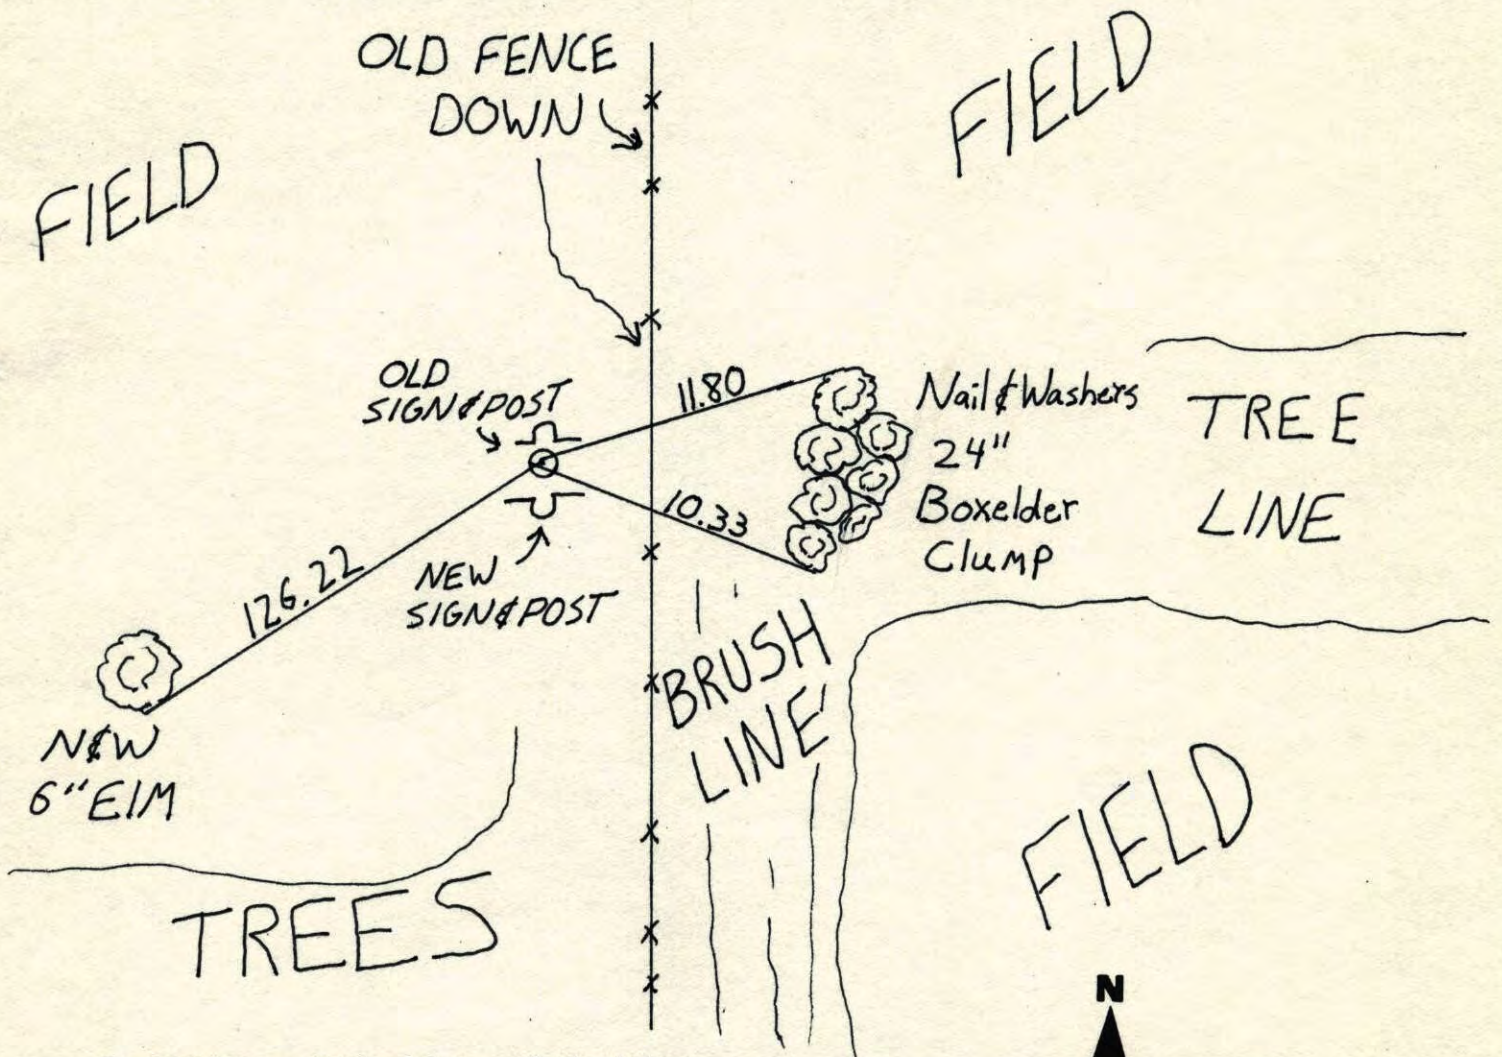 OLD FENCE
DOWN
FIELD
FIELD
OLD
SIGN & POST
11.80
Nail & Washers
24"
Boxelder
Clump
TREE
LINE
10.33
126.22
NEW
SIGN & POST
BRUSH
LINE
N&W
6" ElM
FIELD
TREES
N